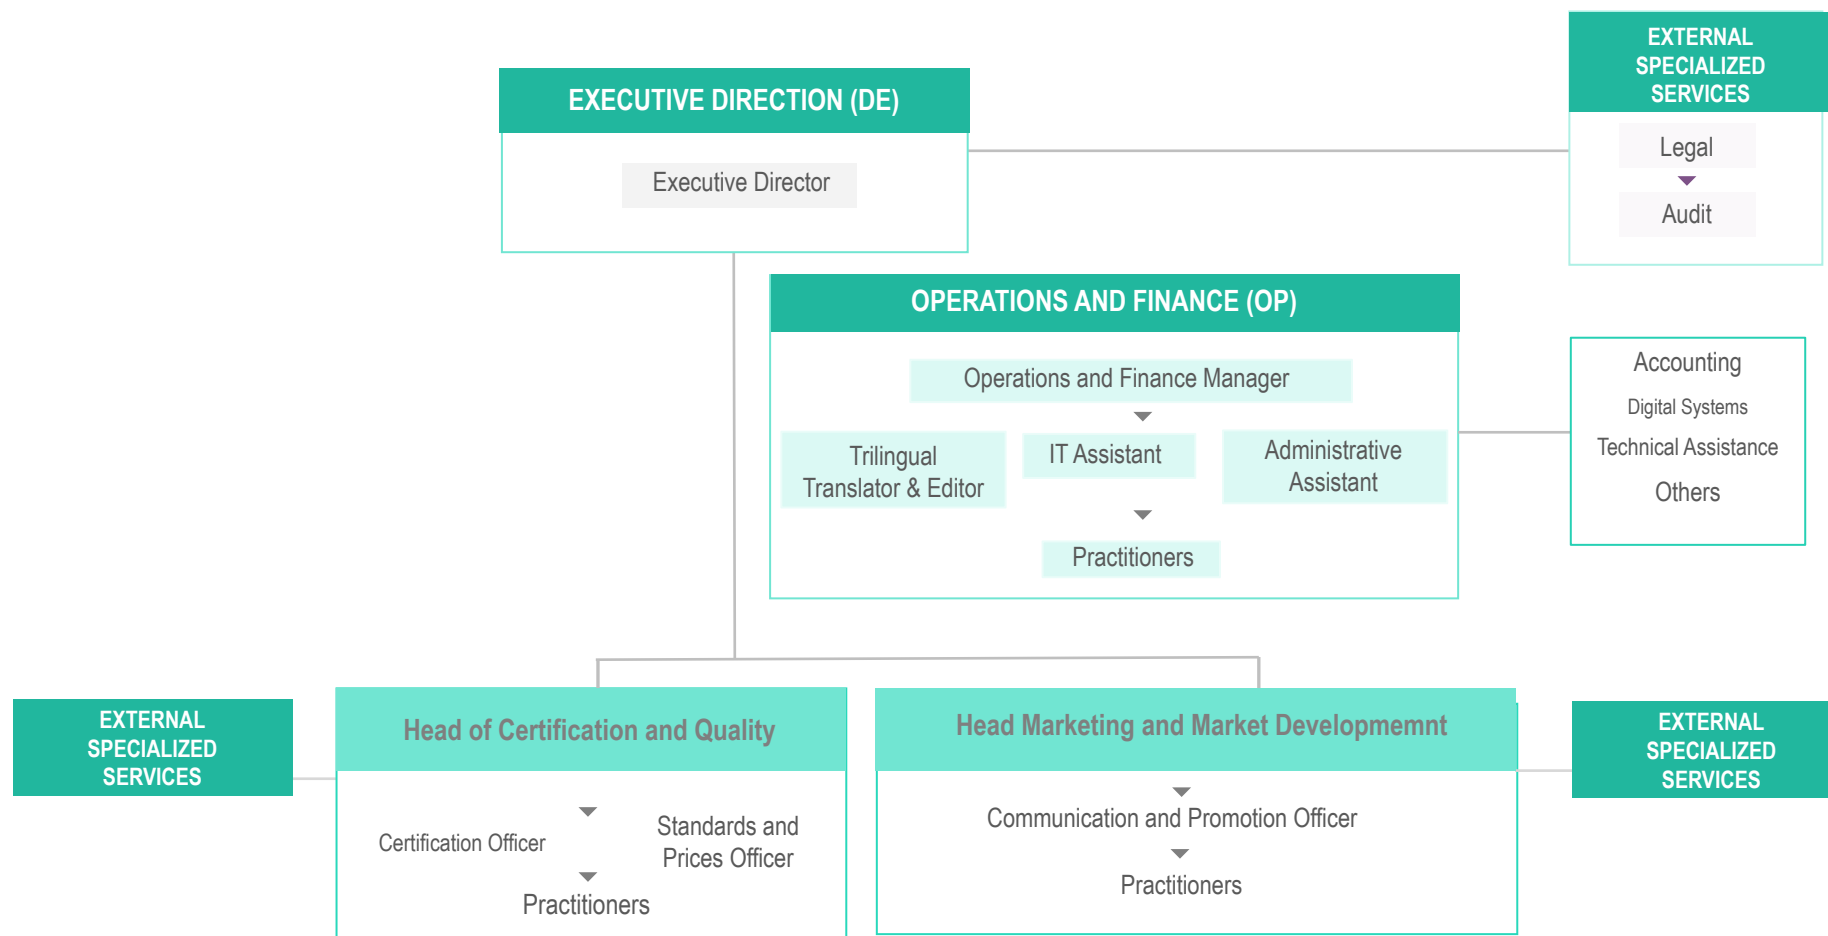 EXTERNAL
SPECIALIZED
SERVICES
Legal
Audit
EXECUTIVE DIRECTION (DE)
Executive Director
OPERATIONS AND FINANCE (OP)
Operations and Finance Manager
Trilingual
Translator & Editor
IT Assistant
Administrative
Assistant
Practitioners
Accounting
Digital Systems
Technical Assistance
Others
EXTERNAL
SPECIALIZED
SERVICES
Head of Certification and Quality
Certification Officer
Standards and
Prices Officer
Practitioners
Head Marketing and Market Developmemnt
Communication and Promotion Officer
Practitioners
EXTERNAL
SPECIALIZED
SERVICES